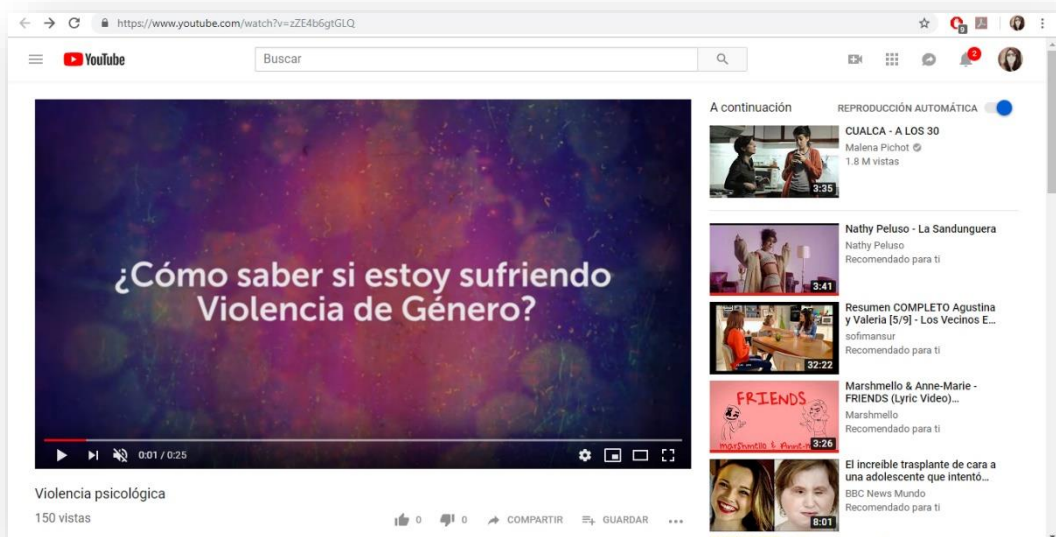 https://www.youtube.com/watch?v=zZE4b6gtGLQ
9
YouTube
Buscar
2
¿Cómo saber si estoy sufriendo
Violencia de Género?
0:01 / 0:25
Violencia psicológica
150 vistas
0
0
COMPARTIR
GUARDAR
A continuación
REPRODUCCIÓN AUTOMÁTICA
3:35
CUALCA - A LOS 30
Malena Pichot
1.8 M vistas
3:41
Nathy Peluso - La Sandunguera
Nathy Peluso
Recomendado para ti
32:22
Resumen COMPLETO Agustina
y Valeria [5/9] - Los Vecinos E...
sofimansur
Recomendado para ti
FRIENDS
marshmello & Anne-m
3:26
Marshmello & Anne-Marie -
FRIENDS (Lyric Video)...
Marshmello
Recomendado para ti
8:01
El increíble trasplante de cara a
una adolescente que intentó...
BBC News Mundo
Recomendado para ti